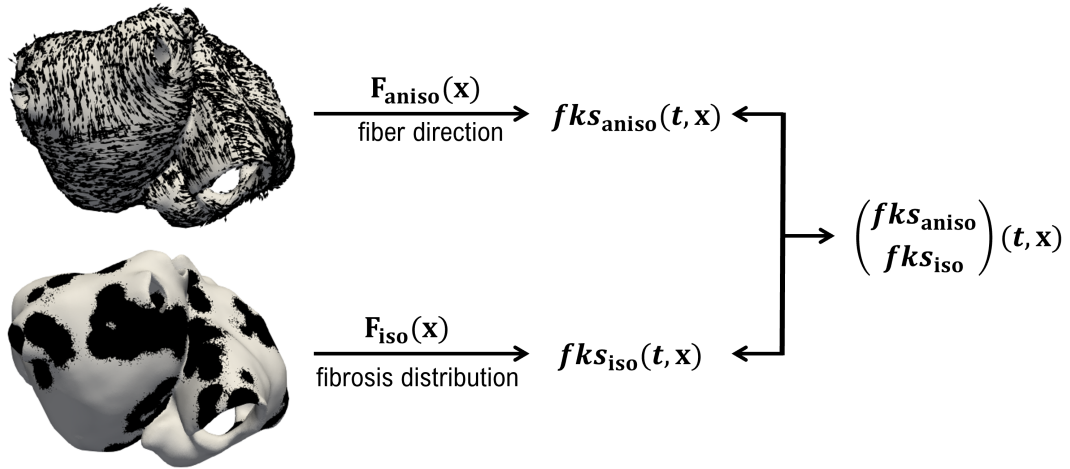 F_aniso(x)
fiber direction
fks_aniso(t, x)
(fks_aniso
fks_iso) (t, x)
F_iso(x)
fibrosis distribution
fks_iso(t, x)